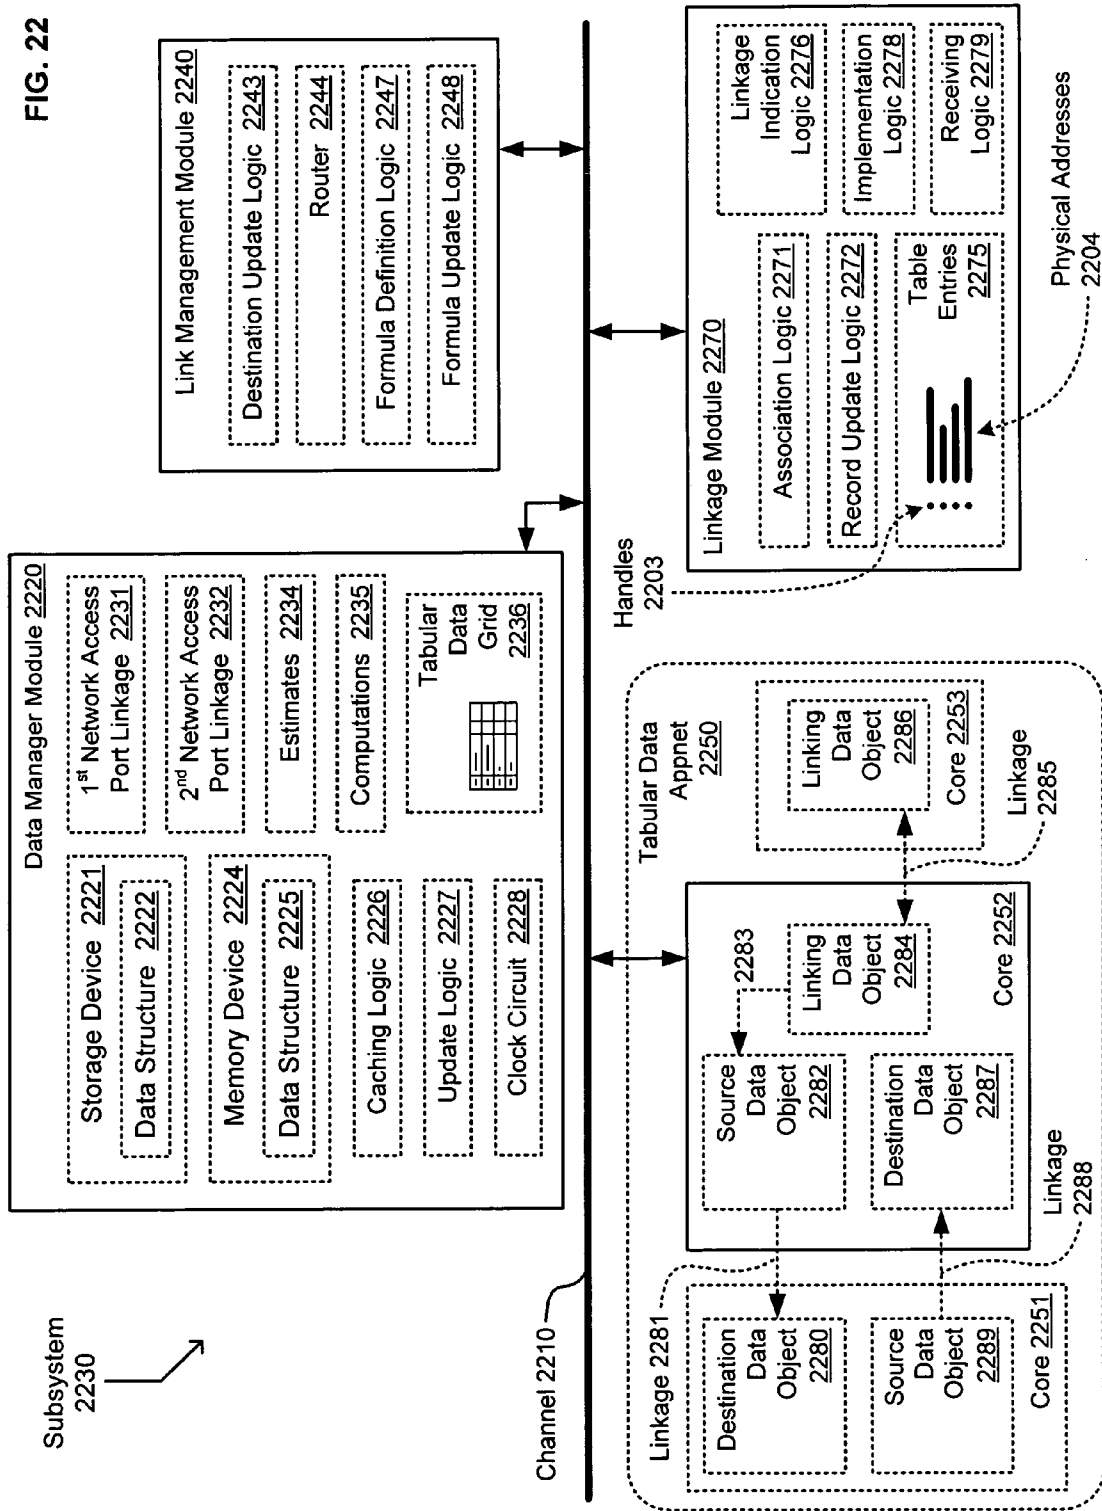 FIG. 22
Subsystem
2230
Data Manager Module 2220
Storage Device 2221
Data Structure 2222
Memory Device 2224
Data Structure 2225
Caching Logic 2226
Update Logic 2227
Clock Circuit 2228
1st Network Access
Port Linkage 2231
2nd Network Access
Port Linkage 2232
Estimates 2234
Computations 2235
Tabular
Data
Grid
2236
Link Management Module 2240
Destination Update Logic 2243
Router 2244
Formula Definition Logic 2247
Formula Update Logic 2248
Channel 2210
Tabular Data
Appnet
2250
Linkage 2281
Destination
Data
Object
2280
Source
Data
Object
2289
Core 2251
Source
Data
Object
2282
2283
Linking
Data
Object
2284
Destination
Data
Object
2287
Core 2252
Linkage
2288
Linking
Data
Object
2286
Core 2253
Linkage
2285
Handles
2203
Linkage Module 2270
Association Logic 2271
Record Update Logic 2272
Table
Entries
2275
Linkage
Indication
Logic 2276
Implementation
Logic 2278
Receiving
Logic 2279
Physical Addresses
2204